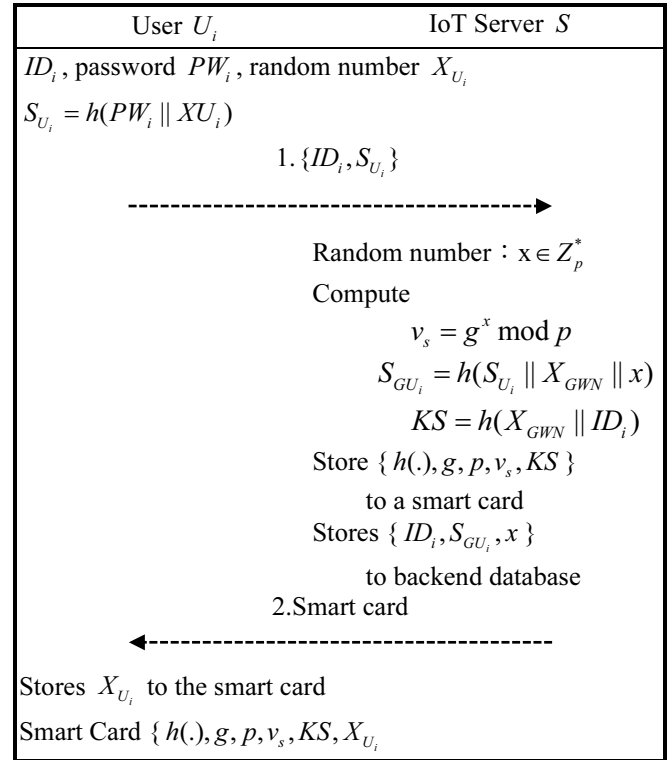 User U_i IoT Server S
ID_i, password PW_i, random number X_{U_i}
S_{U_i} = h(PW_i || XU_i)
1.{ID_i, S_{U_i}}
Random number：x ∈ Z_p^*
Compute
v_s = g^x mod p
S_{GU_i} = h(S_{U_i} || X_{GWN} || x)
KS = h(X_{GWN} || ID_i)
Store { h(.), g, p, v_s, KS }
to a smart card
Stores { ID_i, S_{GU_i}, x }
to backend database
2.Smart card
Stores X_{U_i} to the smart card
Smart Card { h(.), g, p, v_s, KS, X_{U_i}